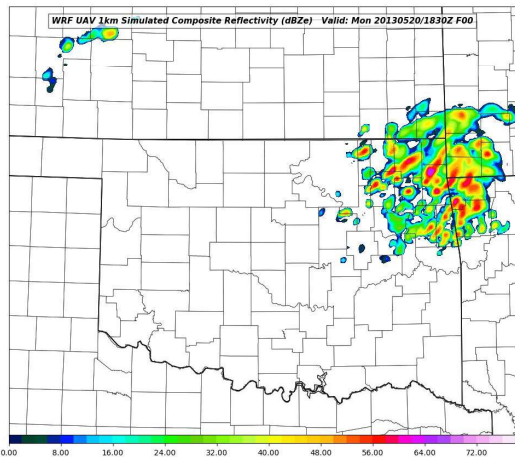 WRF UAV 1km Simulated Composite Reflectivity (dBZe)   Valid: Mon 20130520/1830Z F00
0.00 8.00 16.00 24.00 32.00 40.00 48.00 56.00 64.00 72.00